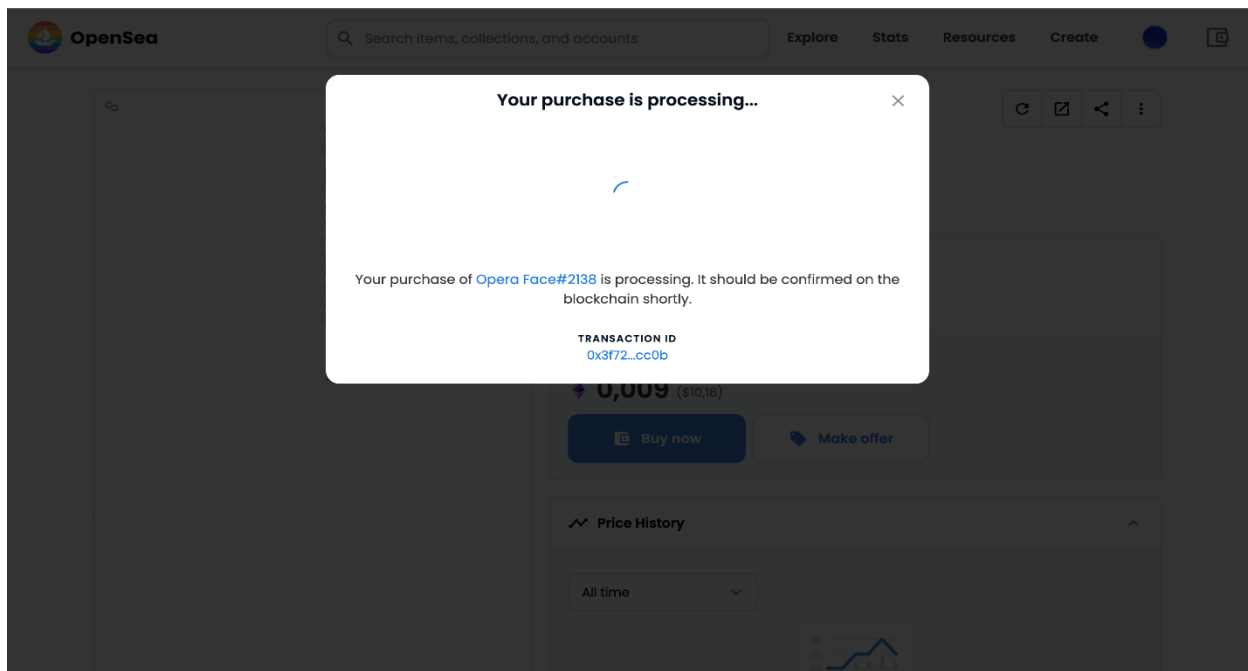 OpenSea
Search items, collections, and accounts
Explore
Stats
Resources
Create
Your purchase is processing...
Your purchase of Opera Face#2138 is processing. It should be confirmed on the
blockchain shortly.
TRANSACTION ID
0x3f72...cc0b
0,009 ($10,16)
Buy now
Make offer
Price History
All time